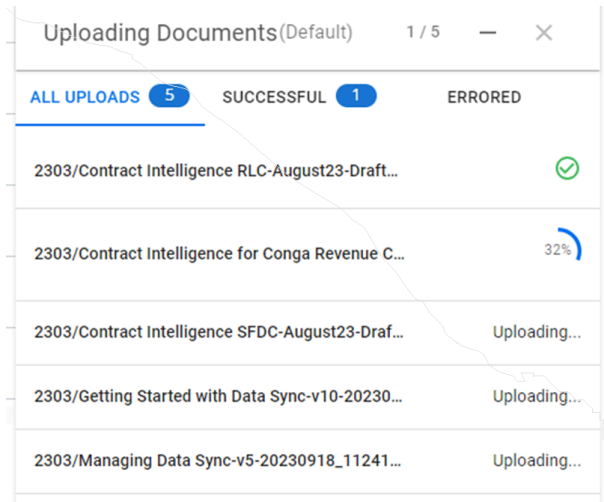 Uploading Documents(Default) 1 / 5
ALL UPLOADS 5 SUCCESSFUL 1 ERRORED
2303/Contract Intelligence RLC-August23-Draft...
2303/Contract Intelligence for Conga Revenue C...
32%
2303/Contract Intelligence SFDC-August23-Draf...
Uploading...
2303/Getting Started with Data Sync-v10-20230...
Uploading...
2303/Managing Data Sync-v5-20230918_11241...
Uploading...